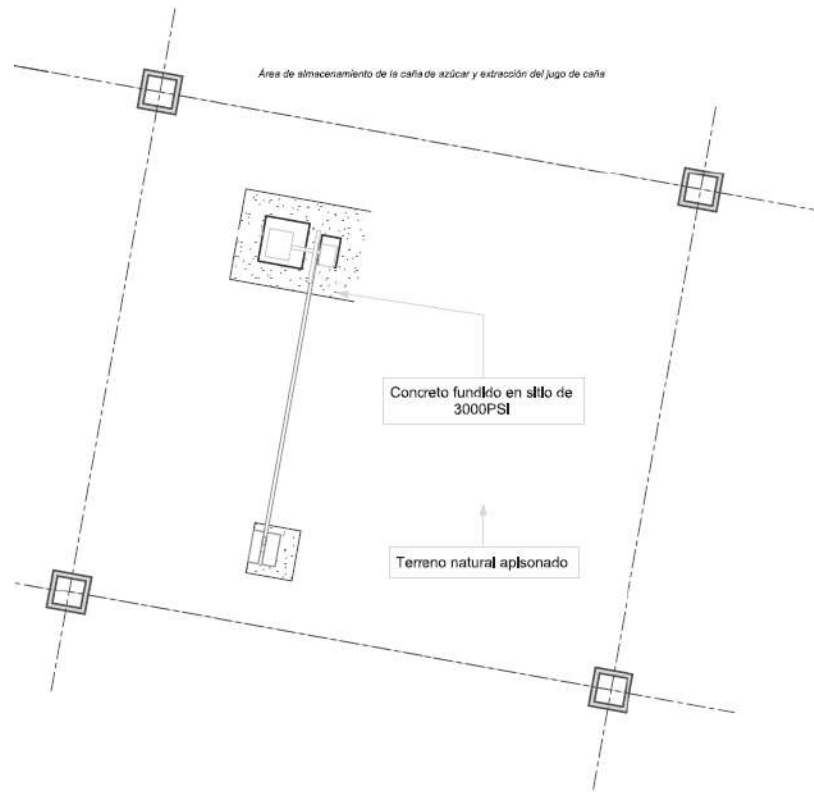 Área de almacenamiento de la caña de azúcar y extracción del jugo de caña
Concreto fundido en sitio de
3000PSI
Terreno natural apisonado